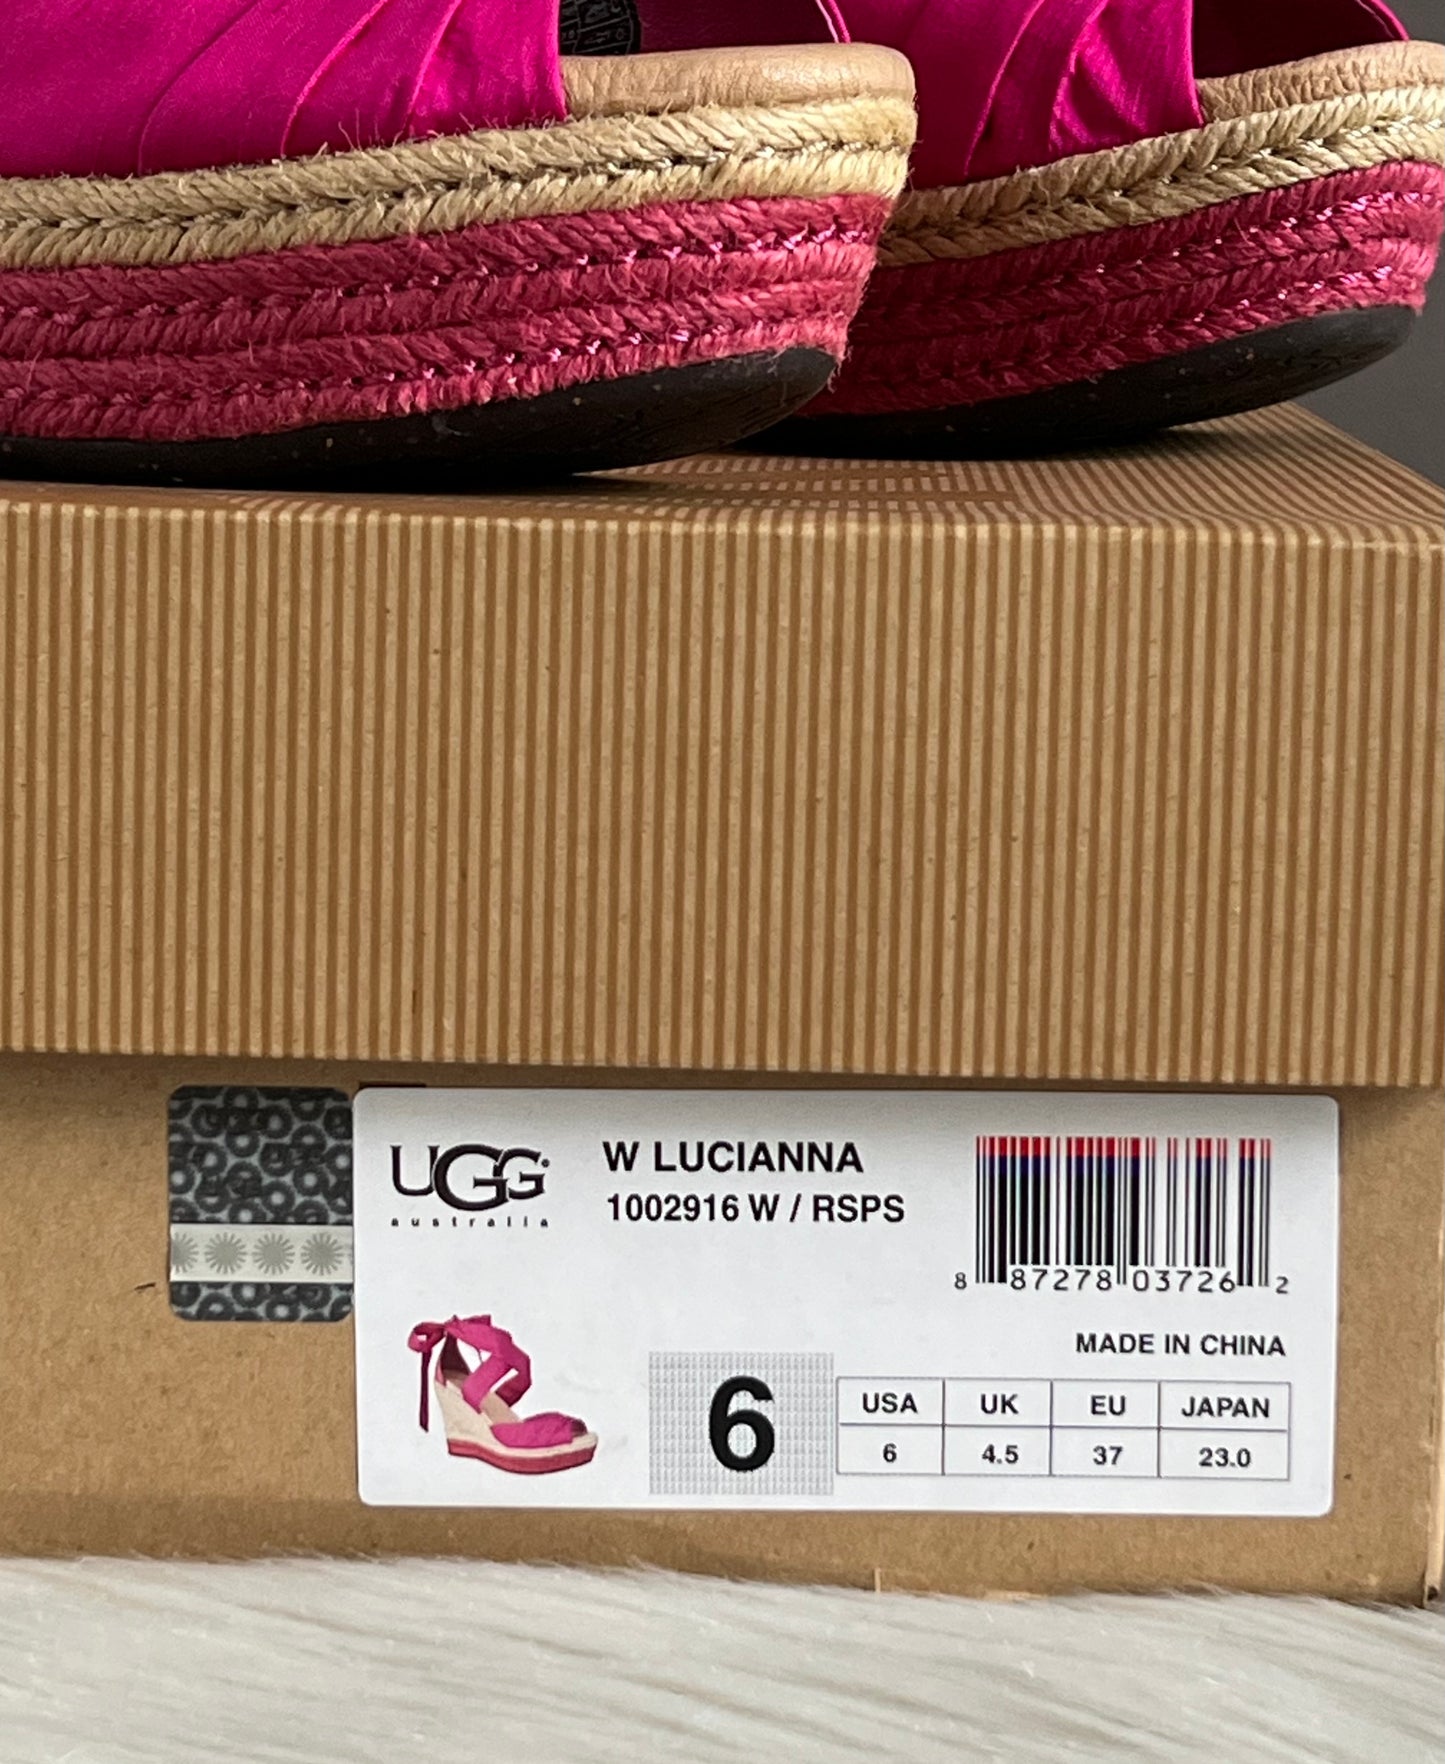 UGG
australia
W LUCIANNA
1002916 W / RSPS
8 87278 03726 2
MADE IN CHINA
6
USA UK EU JAPAN
6 4.5 37 23.0